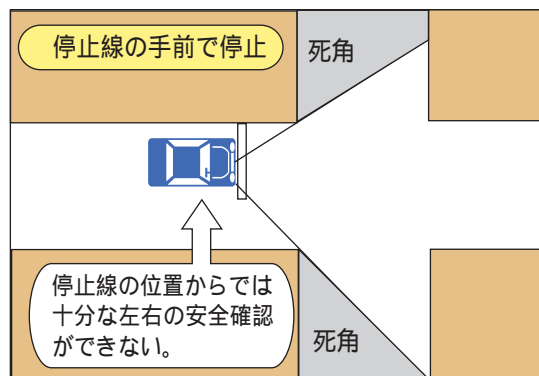 停止線の手前で停止
死角
停止線の位置からでは
十分な左右の安全確認
ができない。
死角